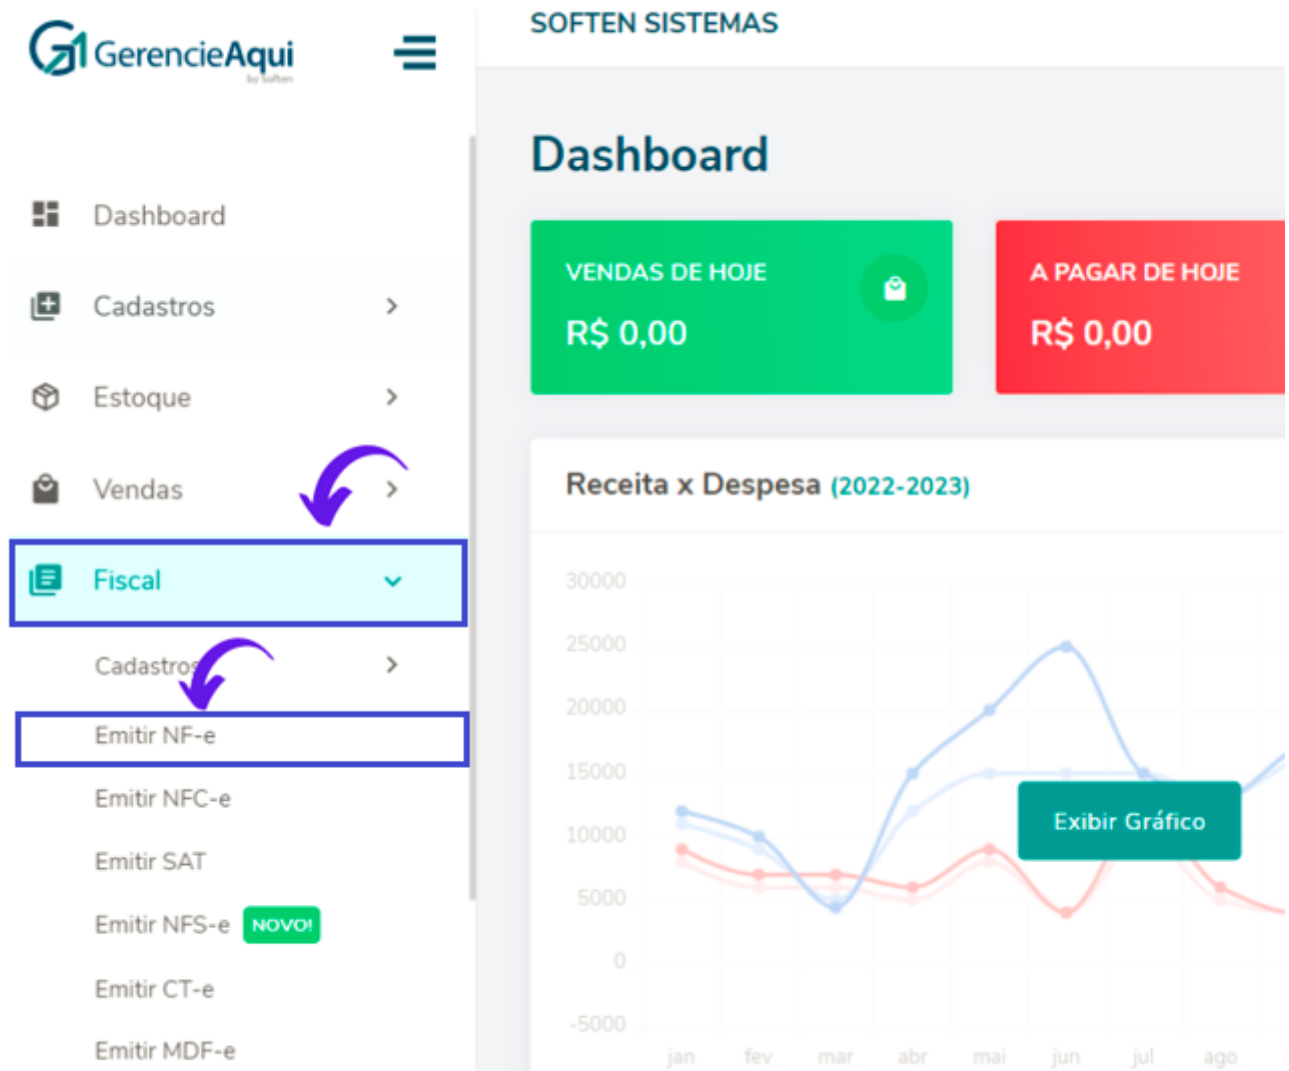 GerencieAqui
by Soften
Dashboard
Cadastros
Estoque
Vendas
Fiscal
Cadastros
Emitir NF-e
Emitir NFC-e
Emitir SAT
Emitir NFS-e NOVO!
Emitir CT-e
Emitir MDF-e
SOFTEN SISTEMAS
Dashboard
VENDAS DE HOJE
R$ 0,00
A PAGAR DE HOJE
R$ 0,00
Receita x Despesa (2022-2023)
30000
25000
20000
15000
10000
5000
0
-5000
jan fev mar abr mai jun jul ago
Exibir Gráfico